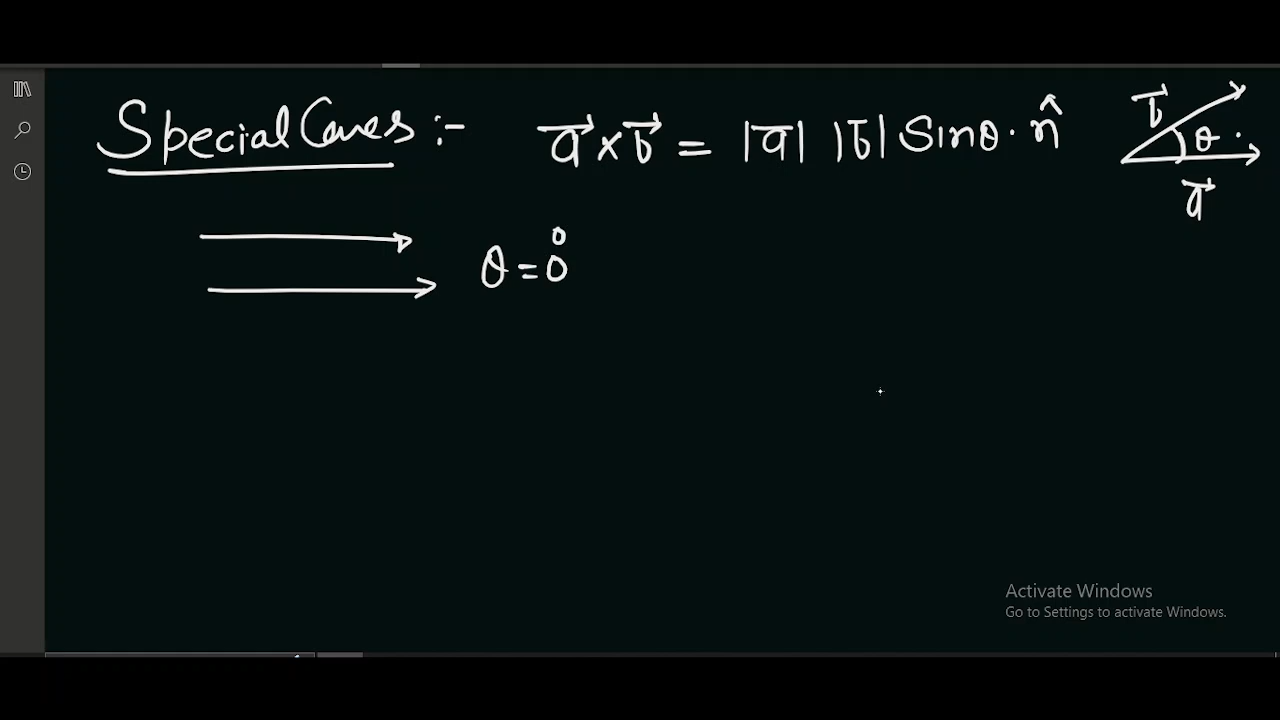 Special Cases :- a⃗ × b⃗ = |a⃗| |b⃗| Sinθ · n̂
b⃗ θ
a⃗
θ = 0°
Activate Windows
Go to Settings to activate Windows.